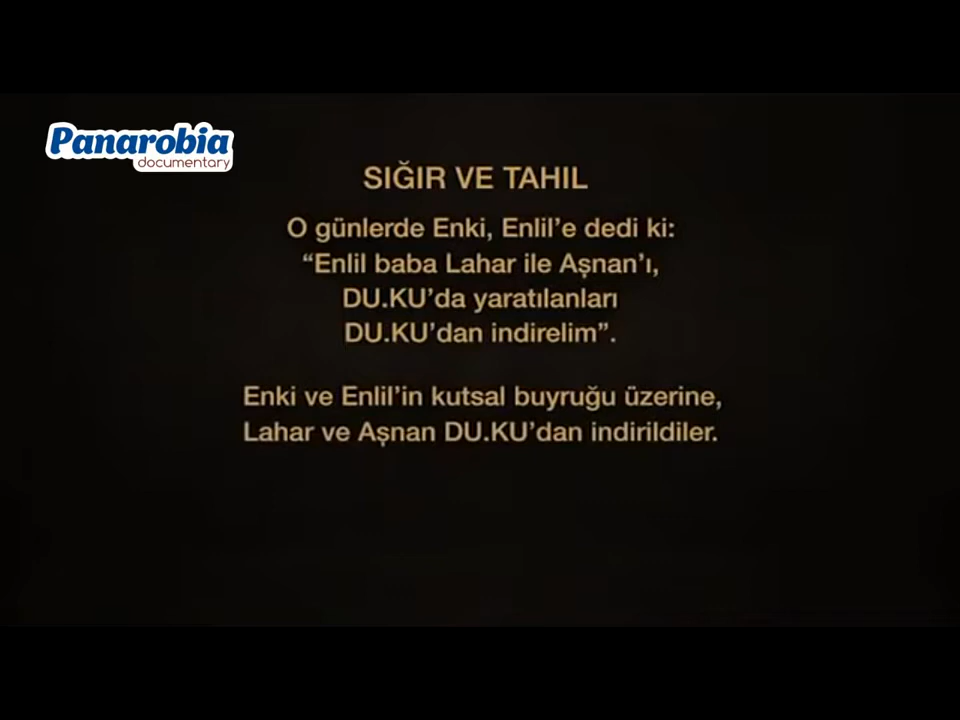 Panarobia
documentary
SIĞIR VE TAHIL
O günlerde Enki, Enlil’e dedi ki:
“Enlil baba Lahar ile Aşnan’ı,
DU.KU’da yaratılanları
DU.KU’dan indirelim”.
Enki ve Enlil’in kutsal buyruğu üzerine,
Lahar ve Aşnan DU.KU’dan indirildiler.